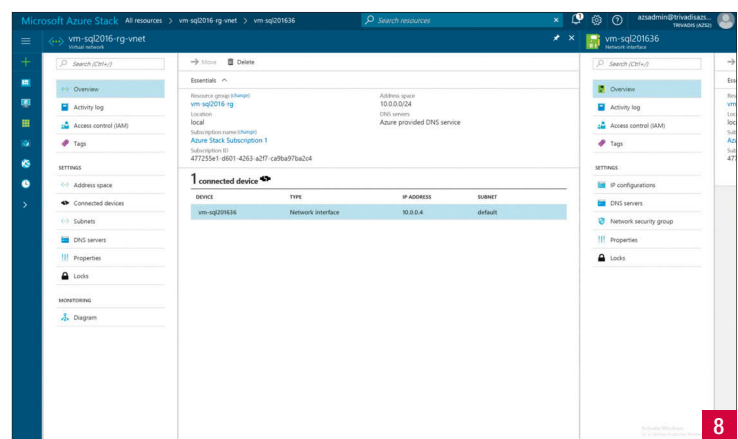 Microsoft Azure Stack All resources > vm-sql2016-rg-vnet > vm-sql201636 Search resources azsadmin@trivadisazs...
TRIVADIS (AZS2)
vm-sql2016-rg-vnet
Virtual network
Search (Ctrl+/)
Overview
Activity log
Access control (IAM)
Tags
SETTINGS
Address space
Connected devices
Subnets
DNS servers
Properties
Locks
MONITORING
Diagram
Move Delete
Essentials
Resource group (change)
vm-sql2016-rg
Location
local
Subscription name (change)
Azure Stack Subscription 1
Subscription ID
477255e1-d601-4263-a2f7-ca9ba97ba2c4
Address space
10.0.0.0/24
DNS servers
Azure provided DNS service
1 connected device
DEVICE TYPE IP ADDRESS SUBNET
vm-sql201636 Network interface 10.0.0.4 default
vm-sql201636
Network interface
Search (Ctrl+/)
Overview
Activity log
Access control (IAM)
Tags
SETTINGS
IP configurations
DNS servers
Network security group
Properties
Locks
Esse
vm
loc
Azu
477
8